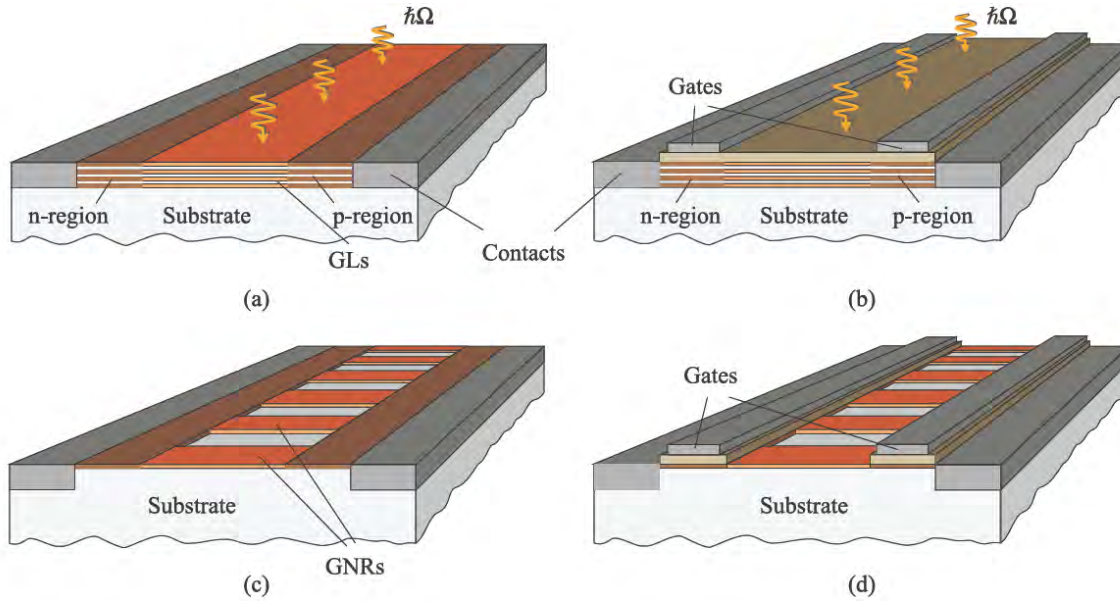 ℏΩ
n-region
Substrate
p-region
GLs
Contacts
(a)
ℏΩ
Gates
n-region
Substrate
p-region
(b)
Substrate
GNRs
(c)
Gates
Substrate
(d)